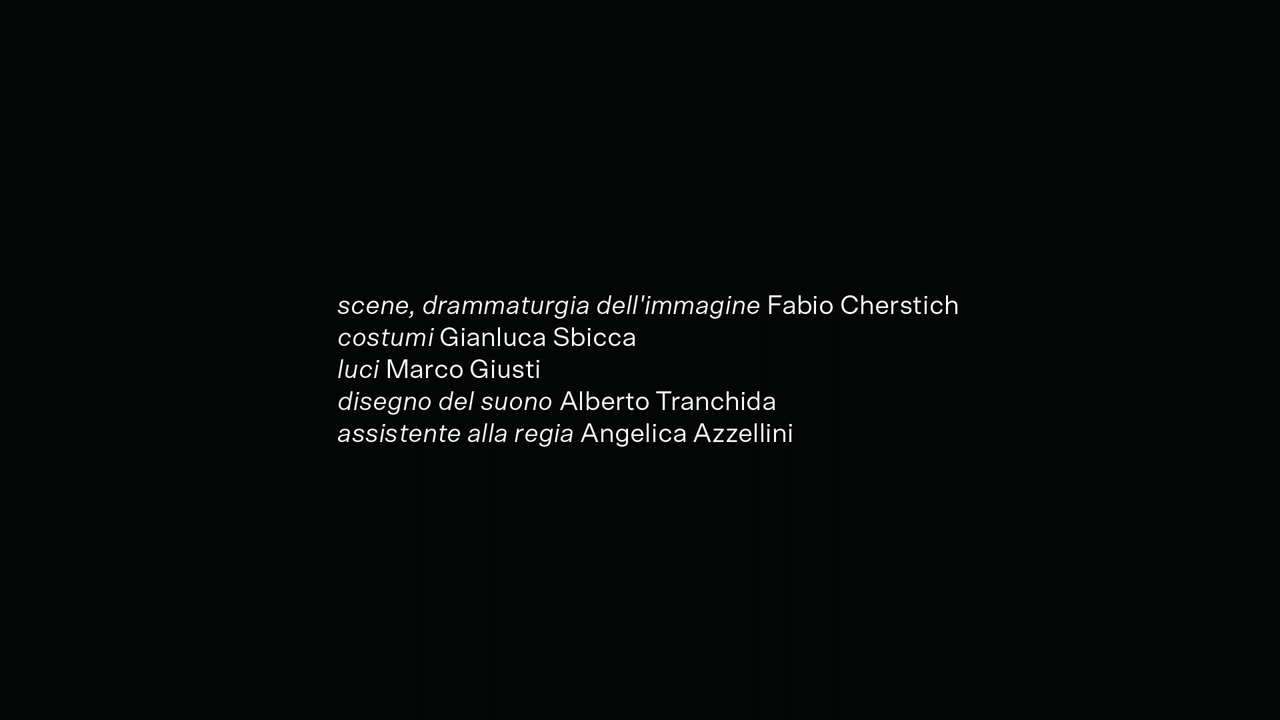 scene, drammaturgia dell'immagine Fabio Cherstich
costumi Gianluca Sbicca
luci Marco Giusti
disegno del suono Alberto Tranchida
assistente alla regia Angelica Azzellini